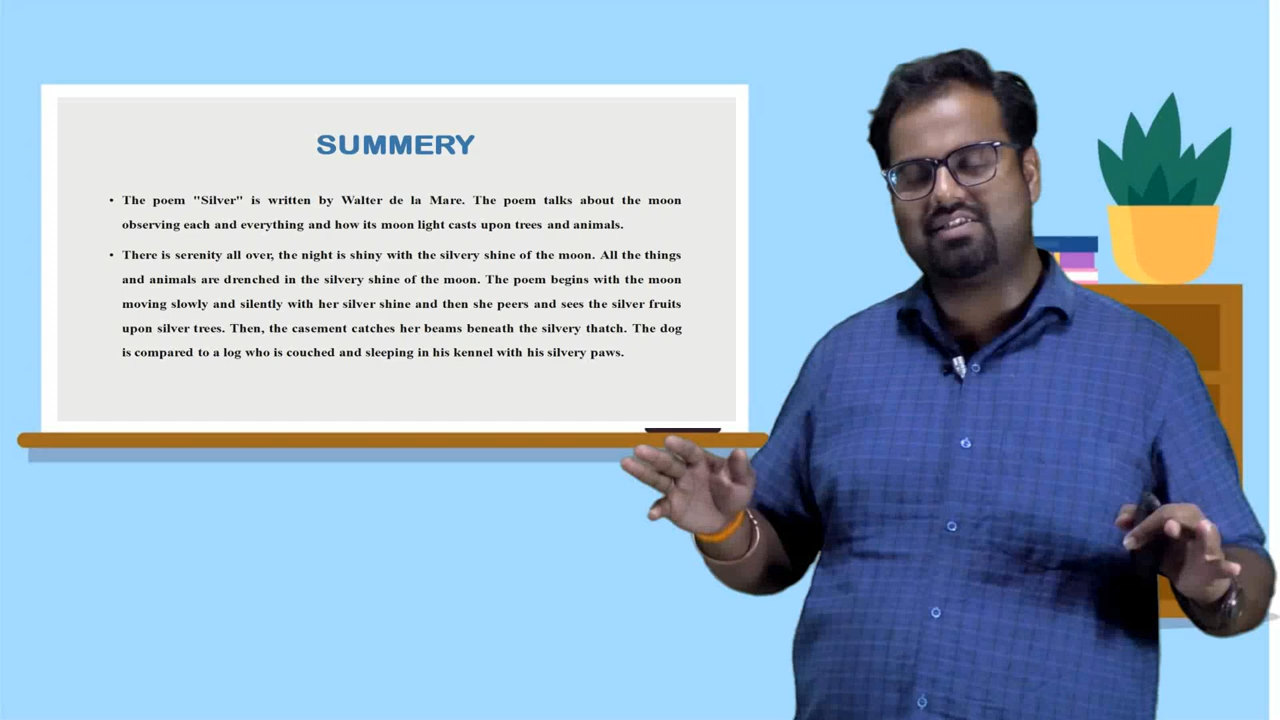 SUMMERY
• The poem "Silver" is written by Walter de la Mare. The poem talks about the moon
observing each and everything and how its moon light casts upon trees and animals.
• There is serenity all over, the night is shiny with the silvery shine of the moon. All the things
and animals are drenched in the silvery shine of the moon. The poem begins with the moon
moving slowly and silently with her silver shine and then she peers and sees the silver fruits
upon silver trees. Then, the casement catches her beams beneath the silvery thatch. The dog
is compared to a log who is couched and sleeping in his kennel with his silvery paws.